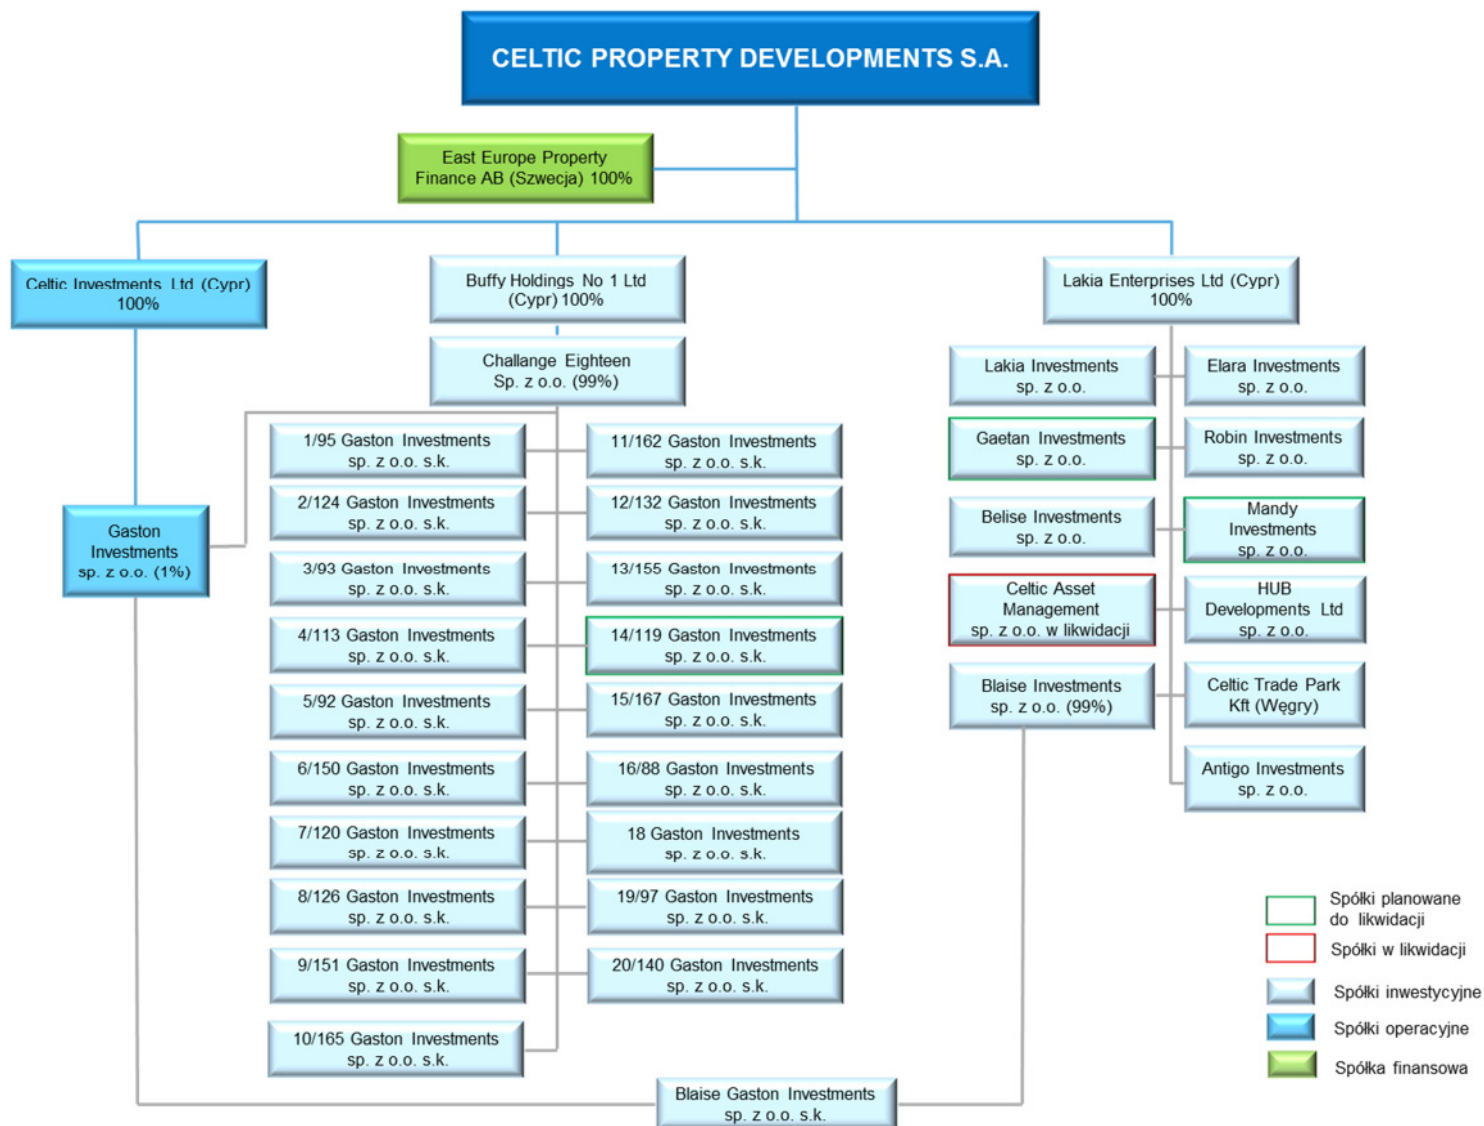 CELTIC PROPERTY DEVELOPMENTS S.A.
East Europe Property
Finance AB (Szwecja) 100%
Celtic Investments Ltd (Cypr)
100%
Buffy Holdings No 1 Ltd
(Cypr) 100%
Lakia Enterprises Ltd (Cypr)
100%
Challange Eighteen
Sp. z o.o. (99%)
Gaston
Investments
sp. z o.o. (1%)
1/95 Gaston Investments
sp. z o.o. s.k.
11/162 Gaston Investments
sp. z o.o. s.k.
2/124 Gaston Investments
sp. z o.o. s.k.
12/132 Gaston Investments
sp. z o.o. s.k.
3/93 Gaston Investments
sp. z o.o. s.k.
13/155 Gaston Investments
sp. z o.o. s.k.
4/113 Gaston Investments
sp. z o.o. s.k.
14/119 Gaston Investments
sp. z o.o. s.k.
5/92 Gaston Investments
sp. z o.o. s.k.
15/167 Gaston Investments
sp. z o.o. s.k.
6/150 Gaston Investments
sp. z o.o. s.k.
16/88 Gaston Investments
sp. z o.o. s.k.
7/120 Gaston Investments
sp. z o.o. s.k.
18 Gaston Investments
sp. z o.o. s.k.
8/126 Gaston Investments
sp. z o.o. s.k.
19/97 Gaston Investments
sp. z o.o. s.k.
9/151 Gaston Investments
sp. z o.o. s.k.
20/140 Gaston Investments
sp. z o.o. s.k.
10/165 Gaston Investments
sp. z o.o. s.k.
Lakia Investments
sp. z o.o.
Elara Investments
sp. z o.o.
Gaetan Investments
sp. z o.o.
Robin Investments
sp. z o.o.
Belise Investments
sp. z o.o.
Mandy
Investments
sp. z o.o.
Celtic Asset
Management
sp. z o.o. w likwidacji
HUB
Developments Ltd
sp. z o.o.
Blaise Investments
sp. z o.o. (99%)
Celtic Trade Park
Kft (Węgry)
Antigo Investments
sp. z o.o.
Blaise Gaston Investments
sp. z o.o. s.k.
Spółki planowane
do likwidacji
Spółki w likwidacji
Spółki inwestycyjne
Spółki operacyjne
Spółka finansowa